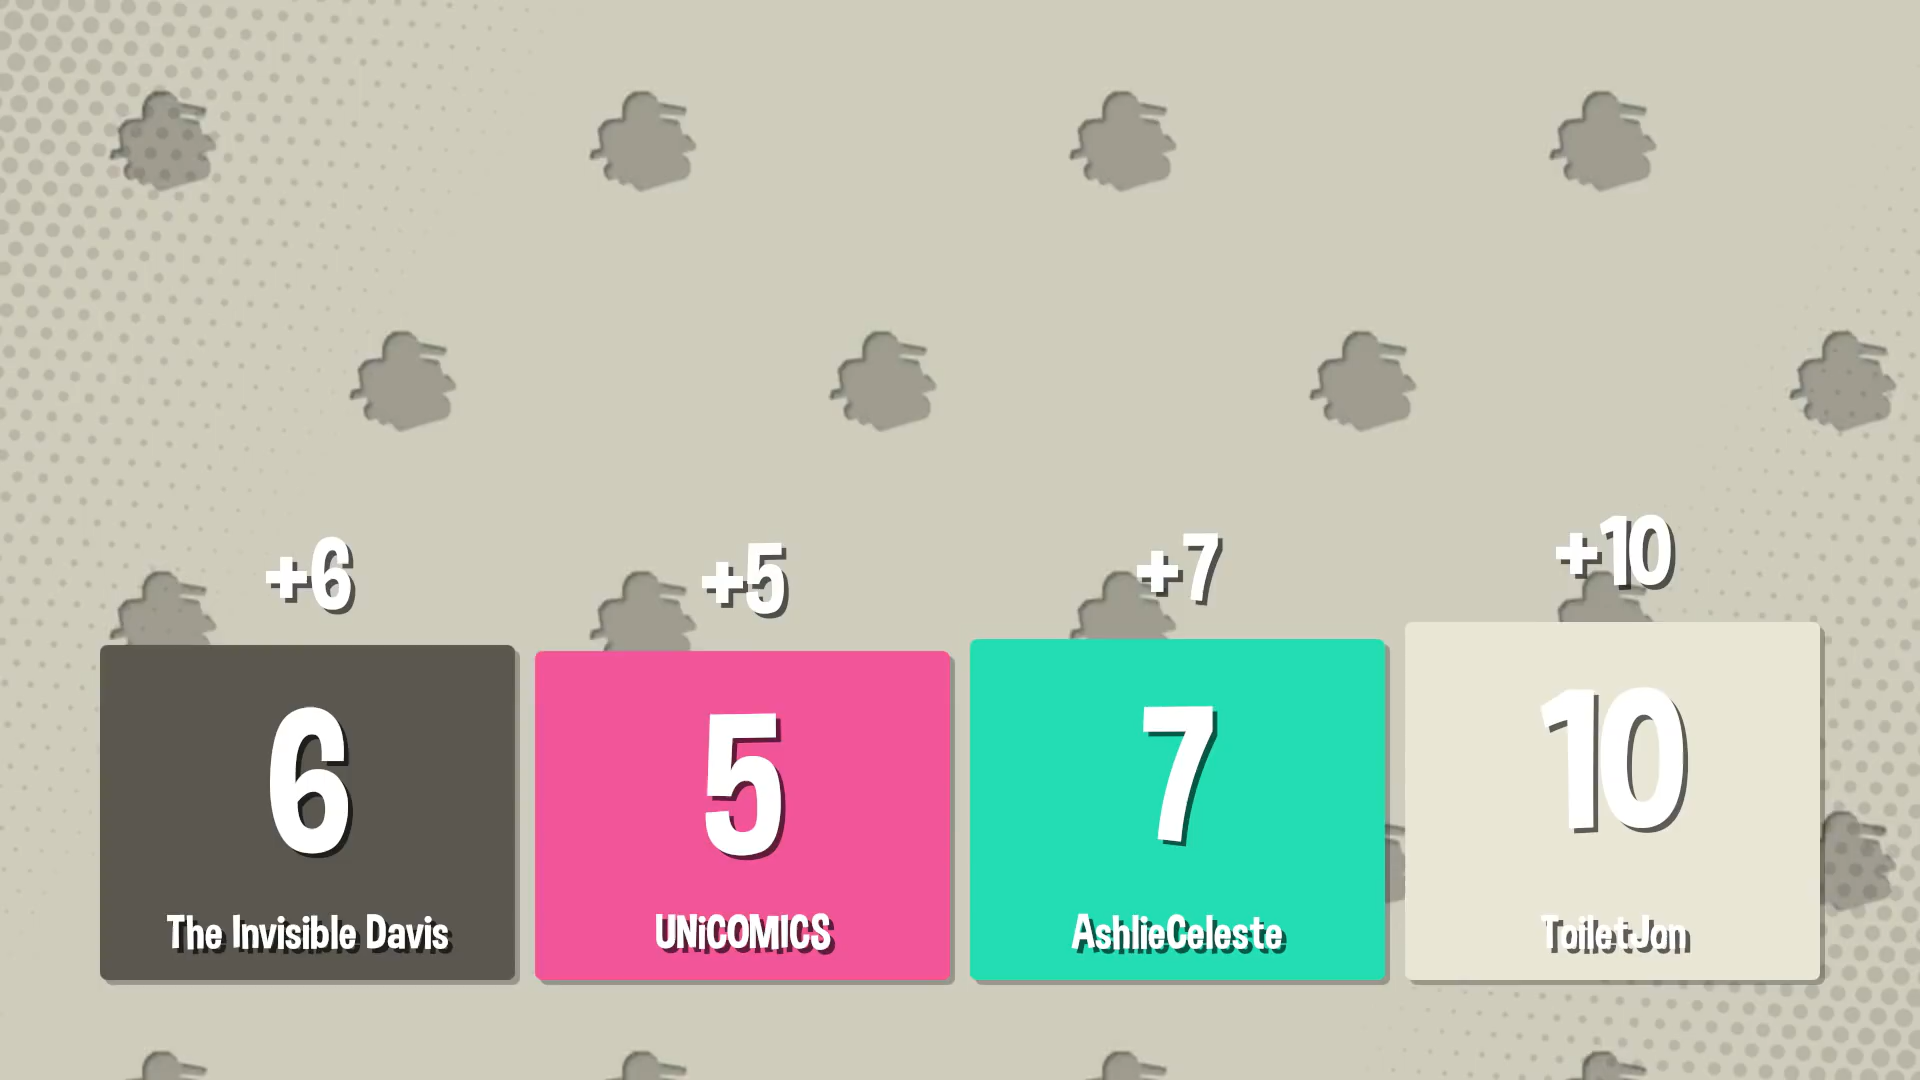 +6
+5
+7
+10
6
5
7
10
The Invisible Davis
UNiCOMICS
AshlieCeleste
ToiletJon